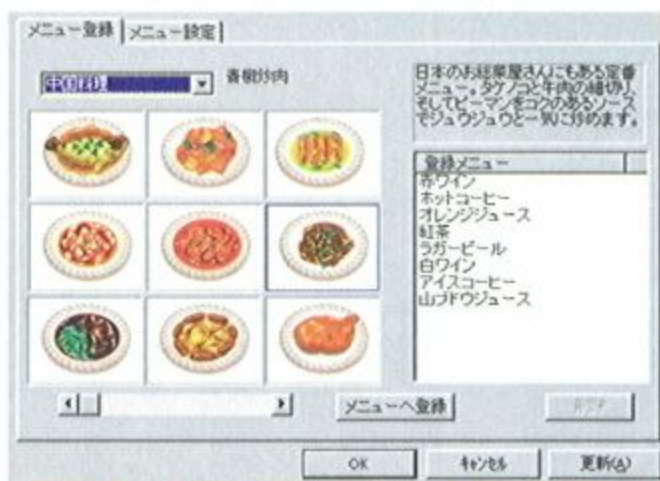 メニュー登録
メニュー設定
中国料理
青椒炒肉
日本のお総菜屋さんにもある定番
メニュー。タケノコと牛肉の細切り、
そしてピーマンをコクのあるソース
でジュウジュウと一気に炒めます。
登録メニュー
赤ワイン
ホットコーヒー
オレンジジュース
紅茶
ラガービール
白ワイン
アイスコーヒー
山ブドウジュース
メニューへ登録
OK
キャンセル
更新(A)